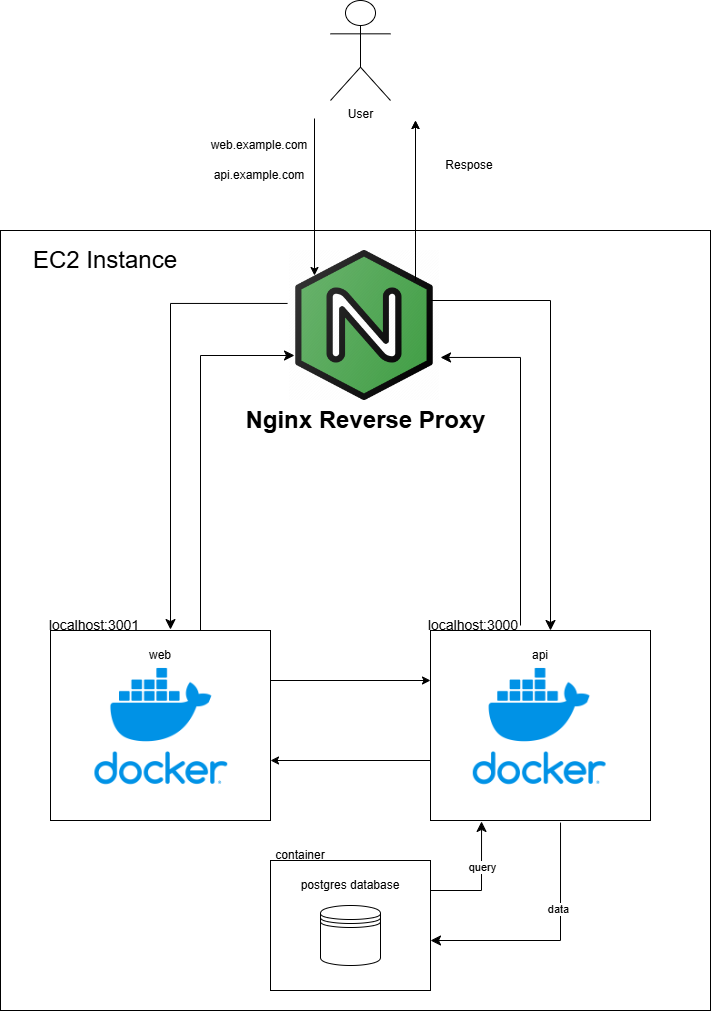 User
web.example.com
api.example.com
Respose
EC2 Instance
N
Nginx Reverse Proxy
localhost:3001
localhost:3000
web
api
docker.
docker.
container
postgres database
query
data